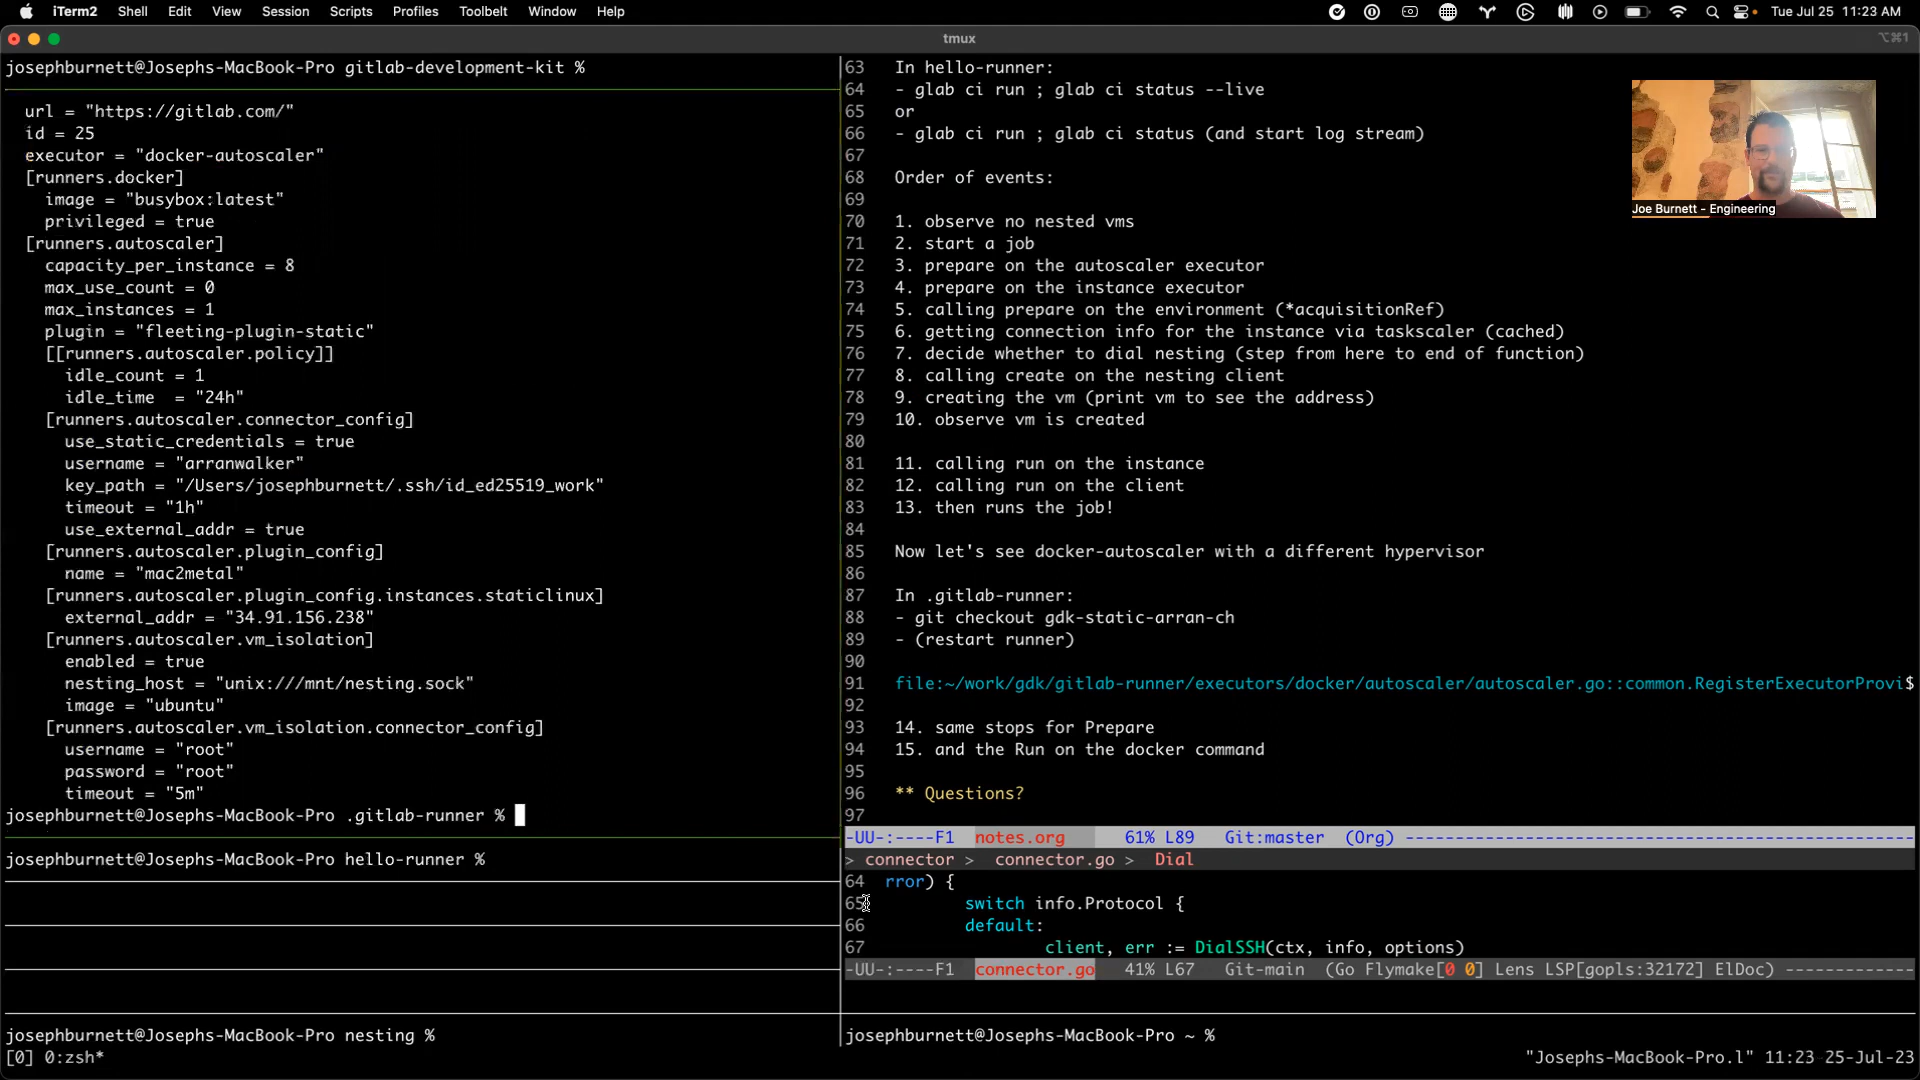 iTerm2 Shell Edit View Session Scripts Profiles Toolbelt Window Help Tue Jul 25 11:23 AM
tmux ⌥⌘1
josephburnett@Josephs-MacBook-Pro gitlab-development-kit %
url = "https://gitlab.com/"
id = 25
executor = "docker-autoscaler"
[runners.docker]
image = "busybox:latest"
privileged = true
[runners.autoscaler]
capacity_per_instance = 8
max_use_count = 0
max_instances = 1
plugin = "fleeting-plugin-static"
[[runners.autoscaler.policy]]
idle_count = 1
idle_time  = "24h"
[runners.autoscaler.connector_config]
use_static_credentials = true
username = "arranwalker"
key_path = "/Users/josephburnett/.ssh/id_ed25519_work"
timeout = "1h"
use_external_addr = true
[runners.autoscaler.plugin_config]
name = "mac2metal"
[runners.autoscaler.plugin_config.instances.staticlinux]
external_addr = "34.91.156.238"
[runners.autoscaler.vm_isolation]
enabled = true
nesting_host = "unix:///mnt/nesting.sock"
image = "ubuntu"
[runners.autoscaler.vm_isolation.connector_config]
username = "root"
password = "root"
timeout = "5m"
josephburnett@Josephs-MacBook-Pro .gitlab-runner %
josephburnett@Josephs-MacBook-Pro hello-runner %
josephburnett@Josephs-MacBook-Pro nesting %
63 In hello-runner:
64 - glab ci run ; glab ci status --live
65 or
66 - glab ci run ; glab ci status (and start log stream)
67
68 Order of events:
69
70 1. observe no nested vms
71 2. start a job
72 3. prepare on the autoscaler executor
73 4. prepare on the instance executor
74 5. calling prepare on the environment (*acquisitionRef)
75 6. getting connection info for the instance via taskscaler (cached)
76 7. decide whether to dial nesting (step from here to end of function)
77 8. calling create on the nesting client
78 9. creating the vm (print vm to see the address)
79 10. observe vm is created
80
81 11. calling run on the instance
82 12. calling run on the client
83 13. then runs the job!
84
85 Now let's see docker-autoscaler with a different hypervisor
86
87 In .gitlab-runner:
88 - git checkout gdk-static-arran-ch
89 - (restart runner)
90
91 file:~/work/gdk/gitlab-runner/executors/docker/autoscaler/autoscaler.go::common.RegisterExecutorProvi$
92
93 14. same stops for Prepare
94 15. and the Run on the docker command
95
96 ** Questions?
97
-UU-:----F1 notes.org 61% L89 Git:master (Org) ----------------------------------------------------
> connector > connector.go > Dial
64 rror) {
65 switch info.Protocol {
66 default:
67 client, err := DialSSH(ctx, info, options)
-UU-:----F1 connector.go 41% L67 Git-main (Go Flymake[0 0] Lens LSP[gopls:32172] ElDoc) --------------
josephburnett@Josephs-MacBook-Pro ~ %
Joe Burnett - Engineering
[0] 0:zsh* "Josephs-MacBook-Pro.l" 11:23 25-Jul-23